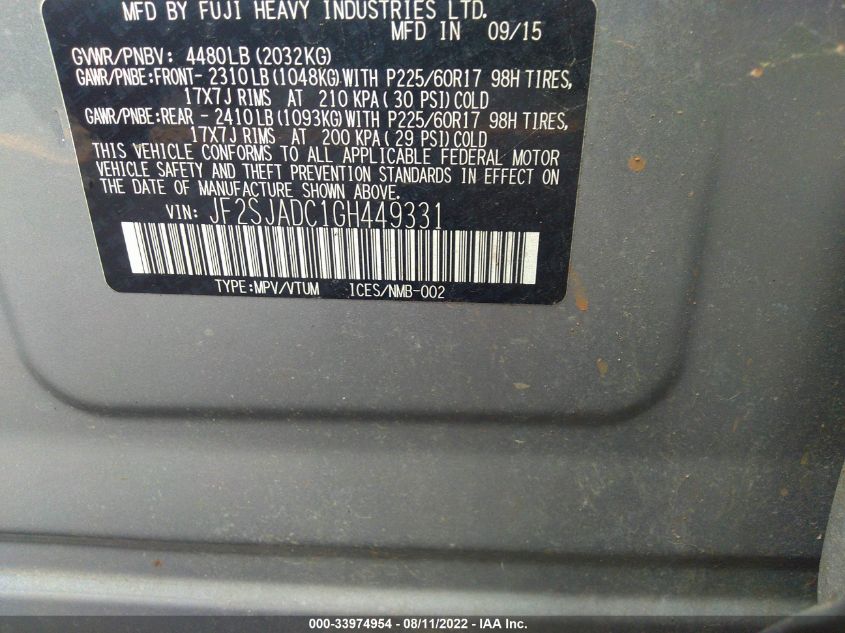 MFD BY FUJI HEAVY INDUSTRIES LTD.
MFD IN 09/15
GVWR/PNBV: 4480LB(2032KG)
GAWR/PNBE:FRONT- 2310LB(1048KG)WITH P225/60R17 98H TIRES,
17X7J RIMS AT 210 KPA( 30 PSI)COLD
GAWR/PNBE:REAR - 2410LB(1093KG)WITH P225/60R17 98H TIRES,
17X7J RIMS AT 200 KPA( 29 PSI)COLD
THIS VEHICLE CONFORMS TO ALL APPLICABLE FEDERAL MOTOR
VEHICLE SAFETY AND THEFT PREVENTION STANDARDS IN EFFECT ON
THE DATE OF MANUFACTURE SHOWN ABOVE.
VIN: JF2SJADC1GH449331
TYPE:MPV/VTUM ICES/NMB-002
000-33974954 - 08/11/2022 - IAA Inc.